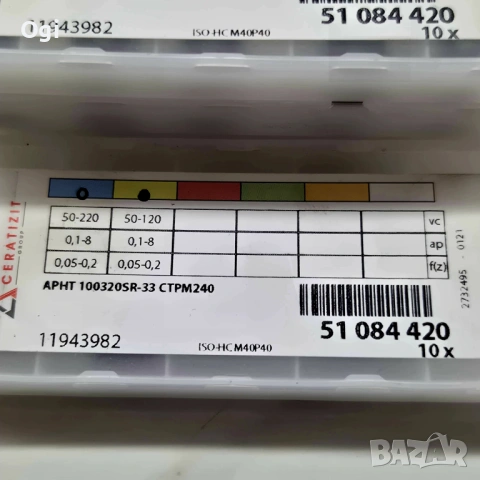 Ogi
51 084 420
11943982
ISO-HC M40P40
10 x
CERATIZIT
GROUP
50-220 50-120 vc
0,1-8 0,1-8 ap
0,05-0,2 0,05-0,2 f(z)
2732495 - 0121
APHT 100320SR-33 CTPM240
51 084 420
11943982
ISO-HC M40P40
10 x
BAZAR
bg